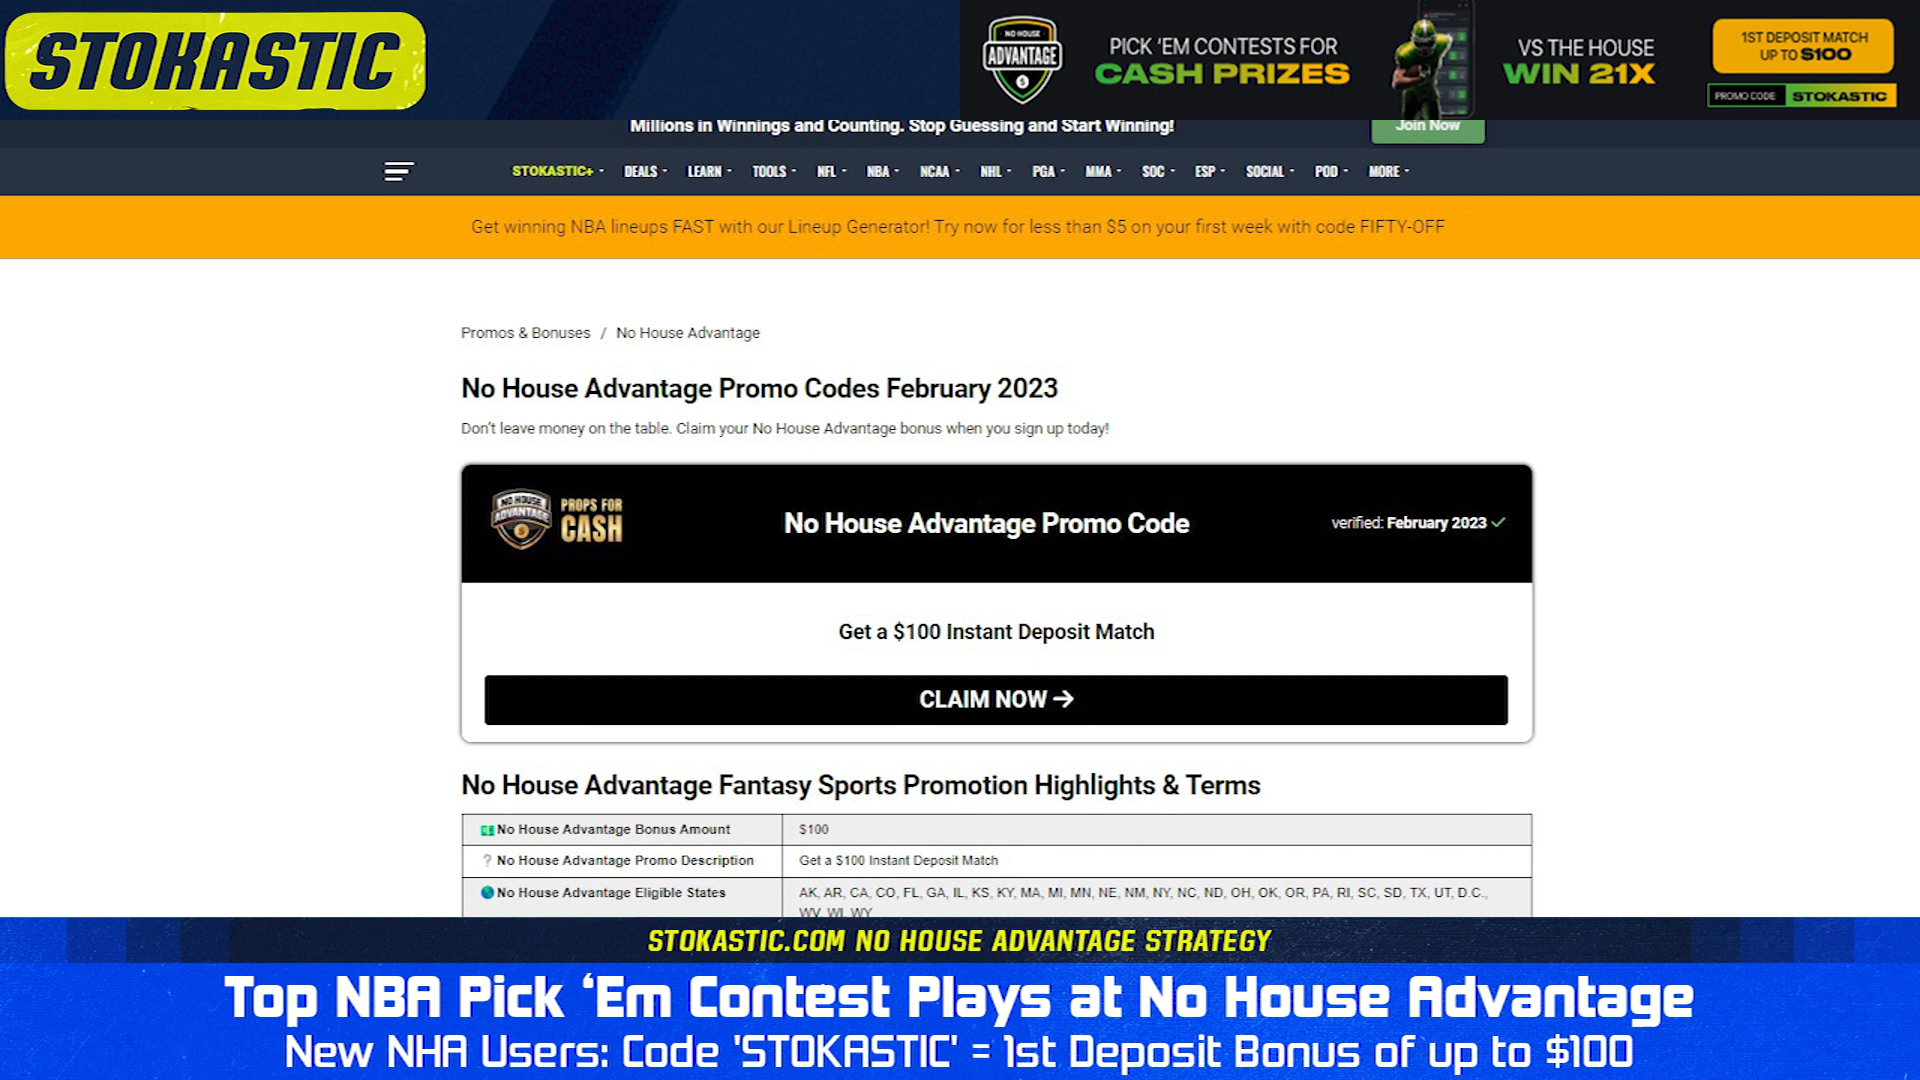 STOKASTIC
NO HOUSE
ADVANTAGE
PICK 'EM CONTESTS FOR
CASH PRIZES
VS THE HOUSE
WIN 21X
1ST DEPOSIT MATCH
UP TO $100
PROMO CODE STOKASTIC
Millions in Winnings and Counting. Stop Guessing and Start Winning!
Join Now
STOKASTIC+ DEALS LEARN TOOLS NFL NBA NCAA NHL PGA MMA SOC ESP SOCIAL POD MORE
Get winning NBA lineups FAST with our Lineup Generator! Try now for less than $5 on your first week with code FIFTY-OFF
Promos & Bonuses / No House Advantage
No House Advantage Promo Codes February 2023
Don't leave money on the table. Claim your No House Advantage bonus when you sign up today!
NO HOUSE
ADVANTAGE
PROPS FOR
CASH
No House Advantage Promo Code
verified: February 2023
Get a $100 Instant Deposit Match
CLAIM NOW
No House Advantage Fantasy Sports Promotion Highlights & Terms
No House Advantage Bonus Amount $100
No House Advantage Promo Description Get a $100 Instant Deposit Match
No House Advantage Eligible States AK, AR, CA, CO, FL, GA, IL, KS, KY, MA, MI, MN, NE, NM, NY, NC, ND, OH, OK, OR, PA, RI, SC, SD, TX, UT, D.C.,
WV, WI, WY
STOKASTIC.COM NO HOUSE ADVANTAGE STRATEGY
Top NBA Pick 'Em Contest Plays at No House Advantage
New NHA Users: Code 'STOKASTIC' = 1st Deposit Bonus of up to $100